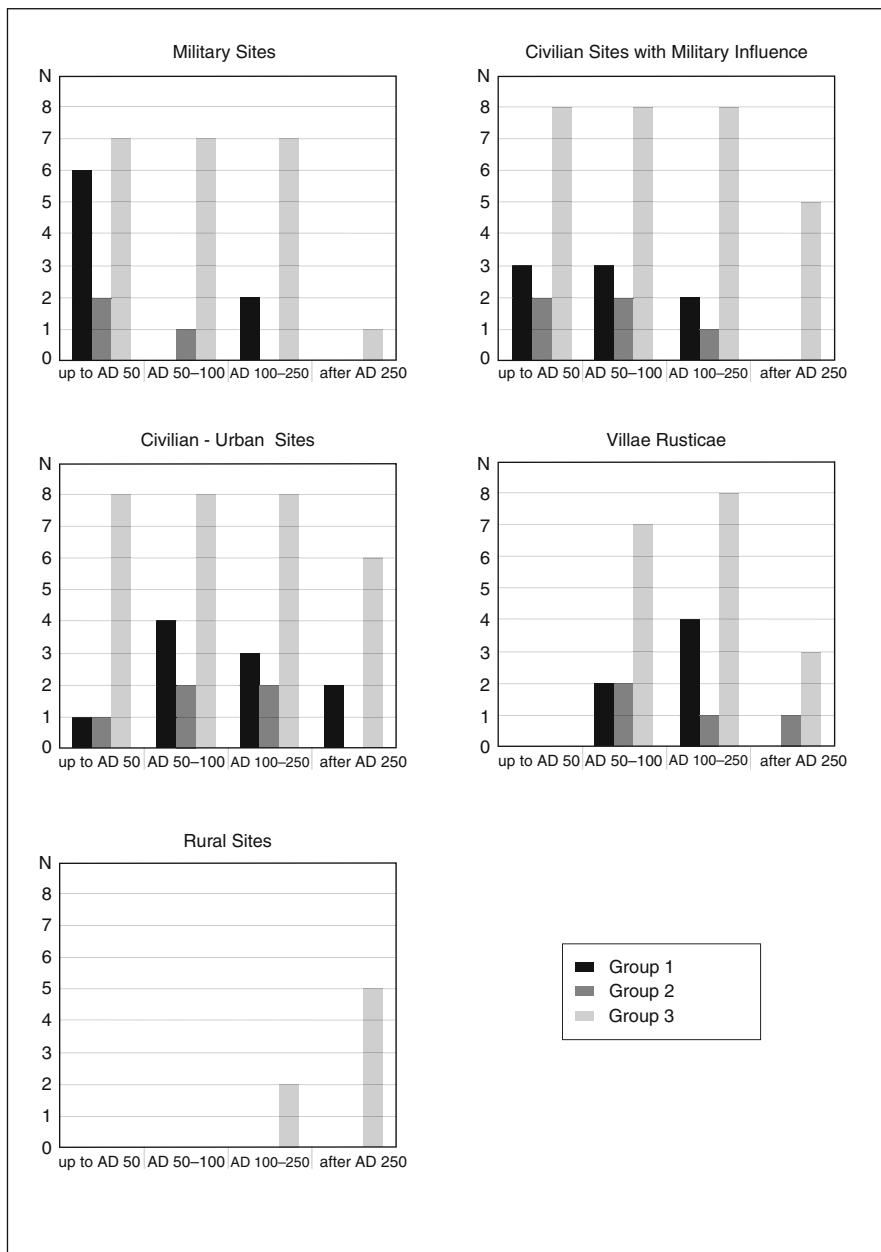 Military Sites
N
8
7
6
5
4
3
2
1
0
up to AD 50 AD 50–100 AD 100–250 after AD 250
Civilian Sites with Military Influence
N
8
7
6
5
4
3
2
1
0
up to AD 50 AD 50–100 AD 100–250 after AD 250
Civilian - Urban Sites
N
8
7
6
5
4
3
2
1
0
up to AD 50 AD 50–100 AD 100–250 after AD 250
Villae Rusticae
N
8
7
6
5
4
3
2
1
0
up to AD 50 AD 50–100 AD 100–250 after AD 250
Rural Sites
N
8
7
6
5
4
3
2
1
0
up to AD 50 AD 50–100 AD 100–250 after AD 250
Group 1
Group 2
Group 3